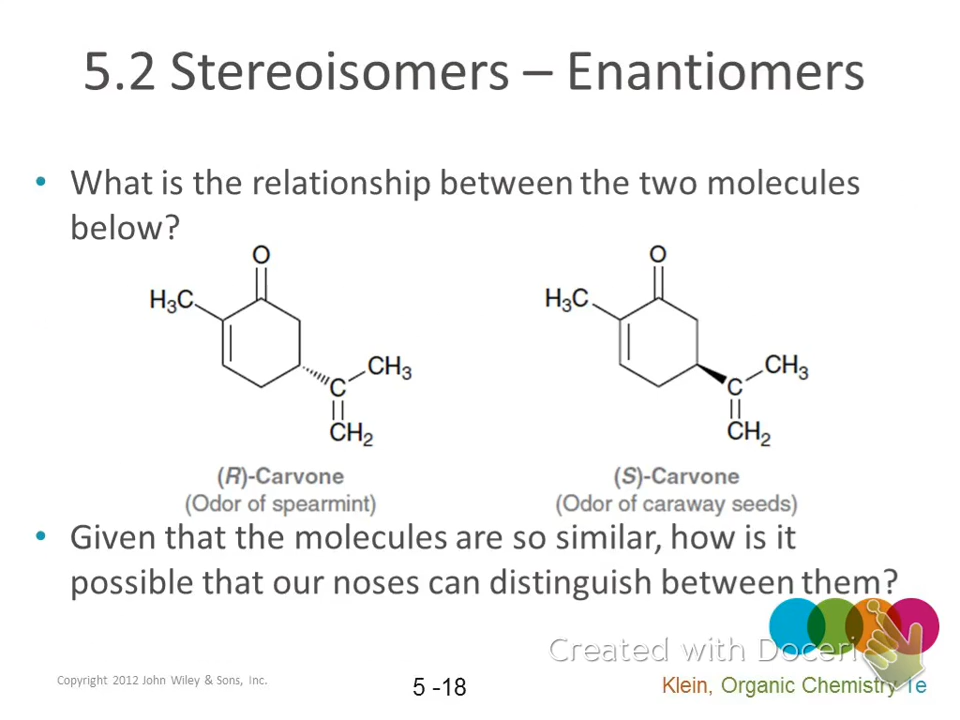 5.2 Stereoisomers – Enantiomers
• What is the relationship between the two molecules
below?
O
H₃C
CH₃
C
CH₂
(R)-Carvone
(Odor of spearmint)
O
H₃C
CH₃
C
CH₂
(S)-Carvone
(Odor of caraway seeds)
• Given that the molecules are so similar, how is it
possible that our noses can distinguish between them?
Created with Doceri
Copyright 2012 John Wiley & Sons, Inc.
5 -18
Klein, Organic Chemistry 1e